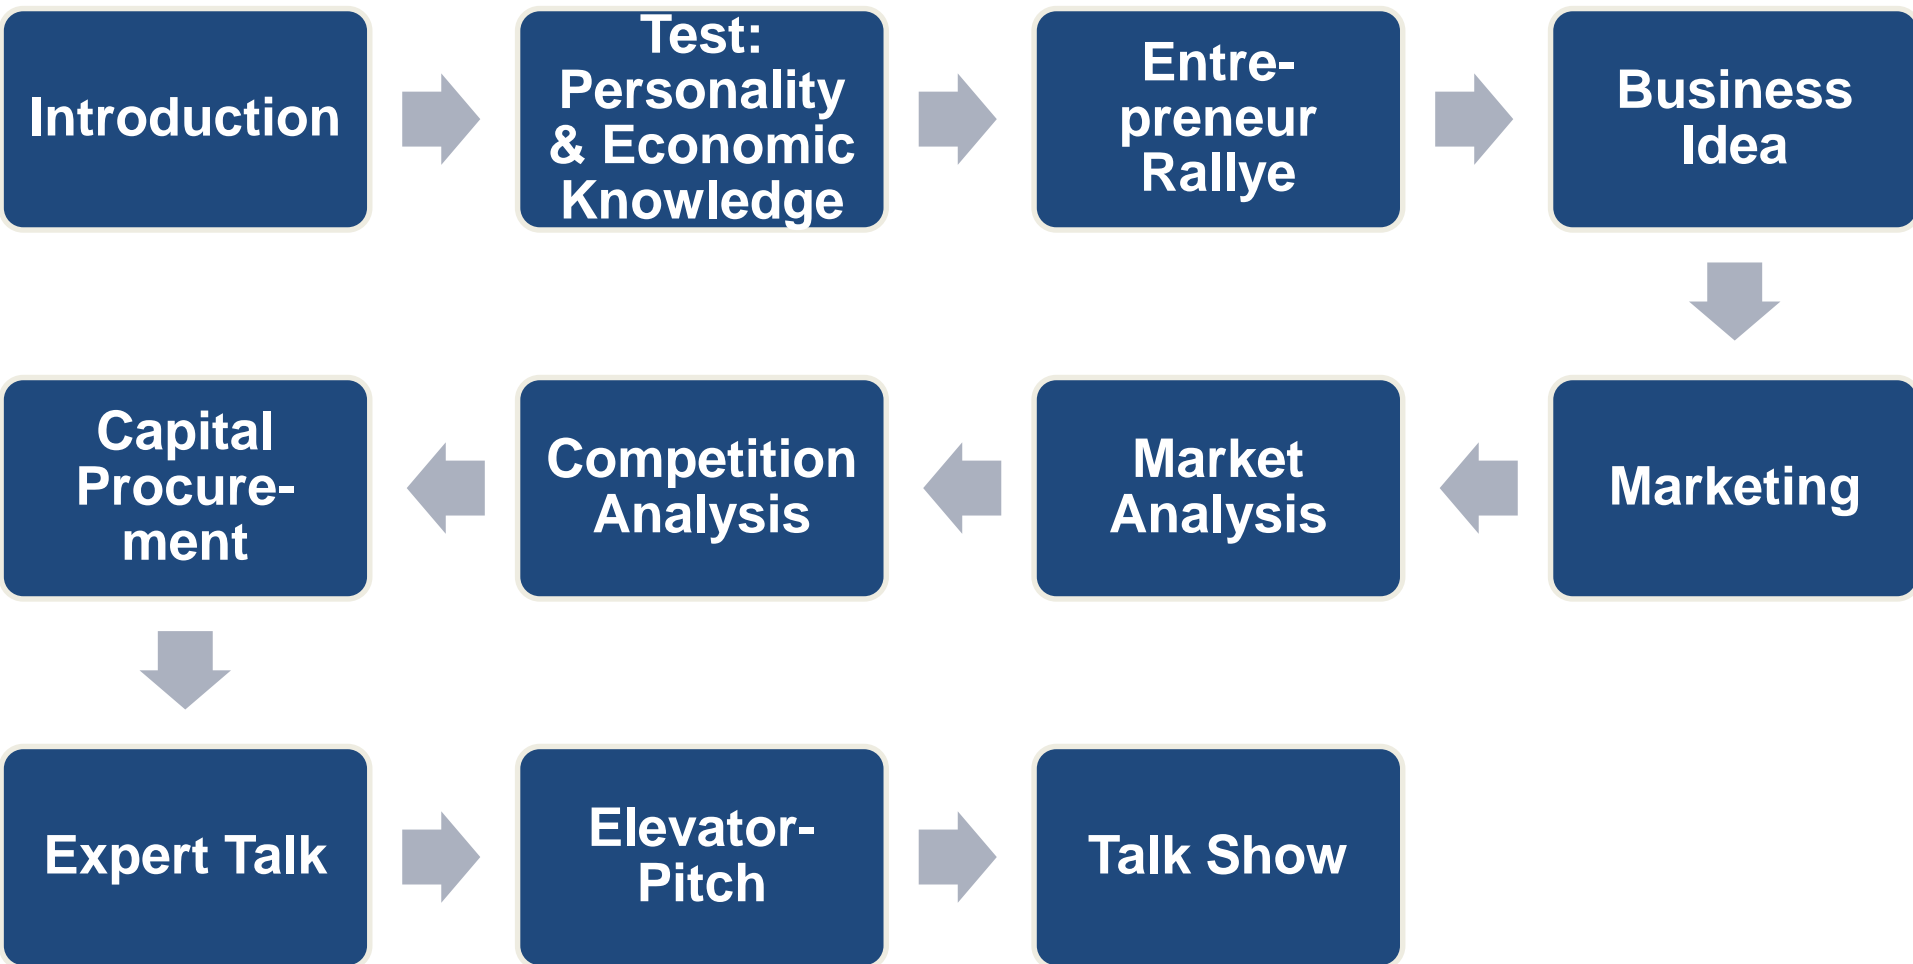 Introduction
Test:
Personality
& Economic
Knowledge
Entre-
preneur
Rallye
Business
Idea
Marketing
Market
Analysis
Competition
Analysis
Capital
Procure-
ment
Expert Talk
Elevator-
Pitch
Talk Show